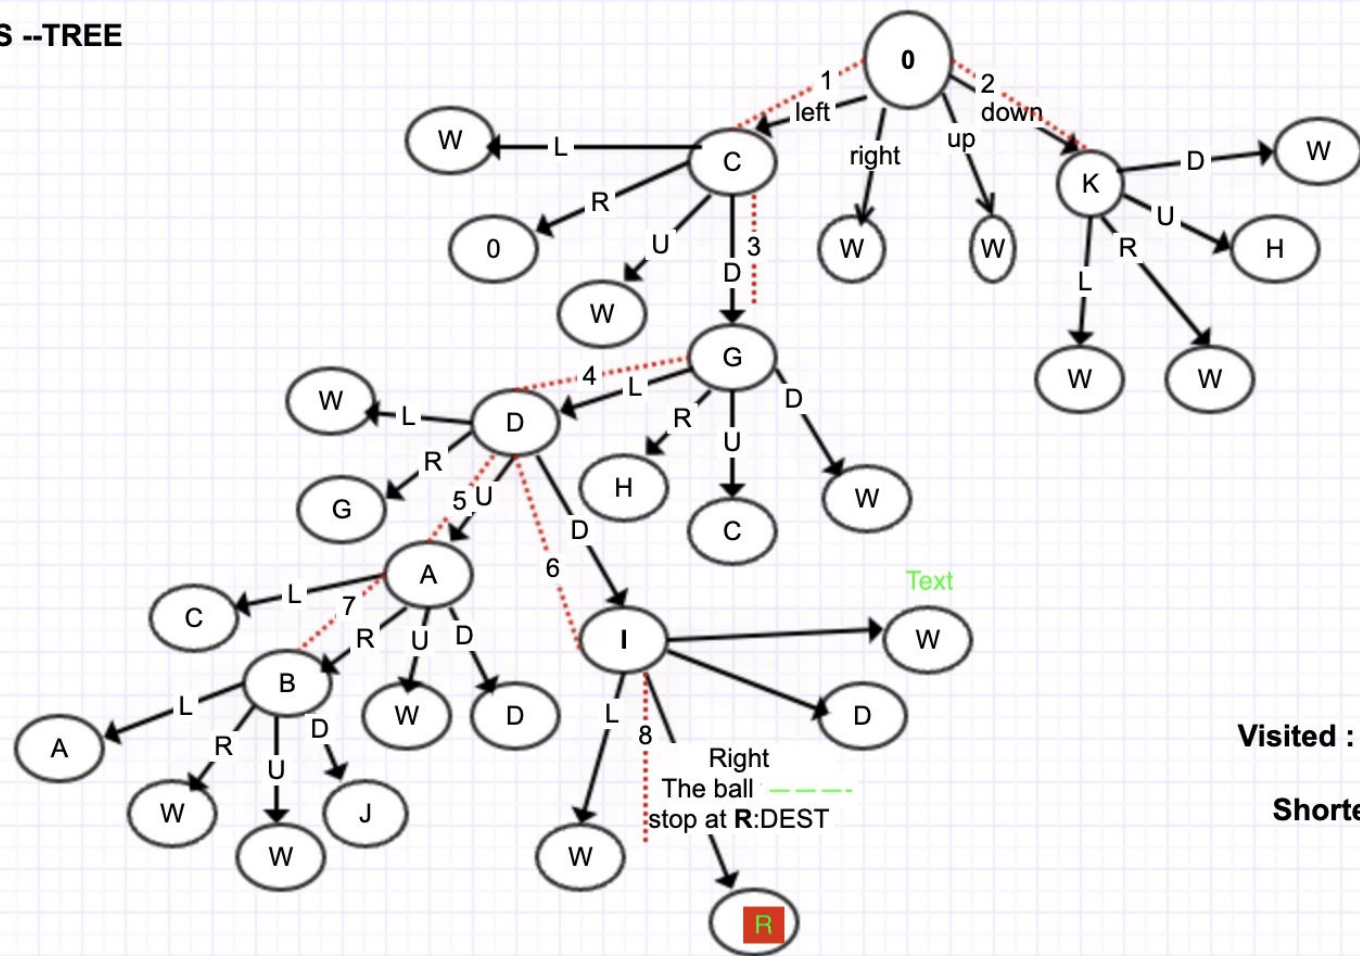 S --TREE
0
1
2
left
down
right
up
W
L
C
D
W
K
R
U
0
U
3
W
W
H
D
R
L
W
G
4
L
D
W
W
W
L
D
R
R
U
H
W
G
5
U
D
C
6
A
Text
C
L
7
I
W
R
U
D
B
L
W
D
L
D
A
R
D
8
Right
U
The ball
W
J
stop at R:DEST
W
W
R
Visited :
Shorte